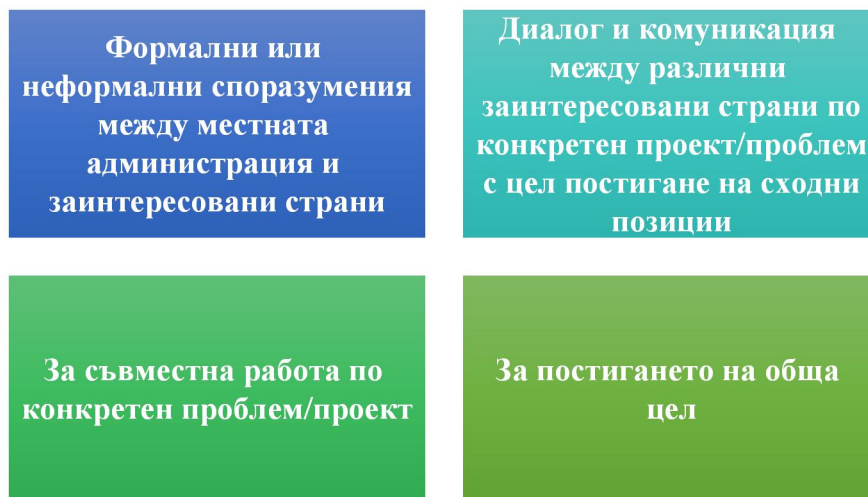 Формални или
неформални споразумения
между местната
администрация и
заинтересовани страни
Диалог и комуникация
между различни
заинтересовани страни по
конкретен проект/проблем
с цел постигане на сходни
позиции
За съвместна работа по
конкретен проблем/проект
За постигането на обща
цел